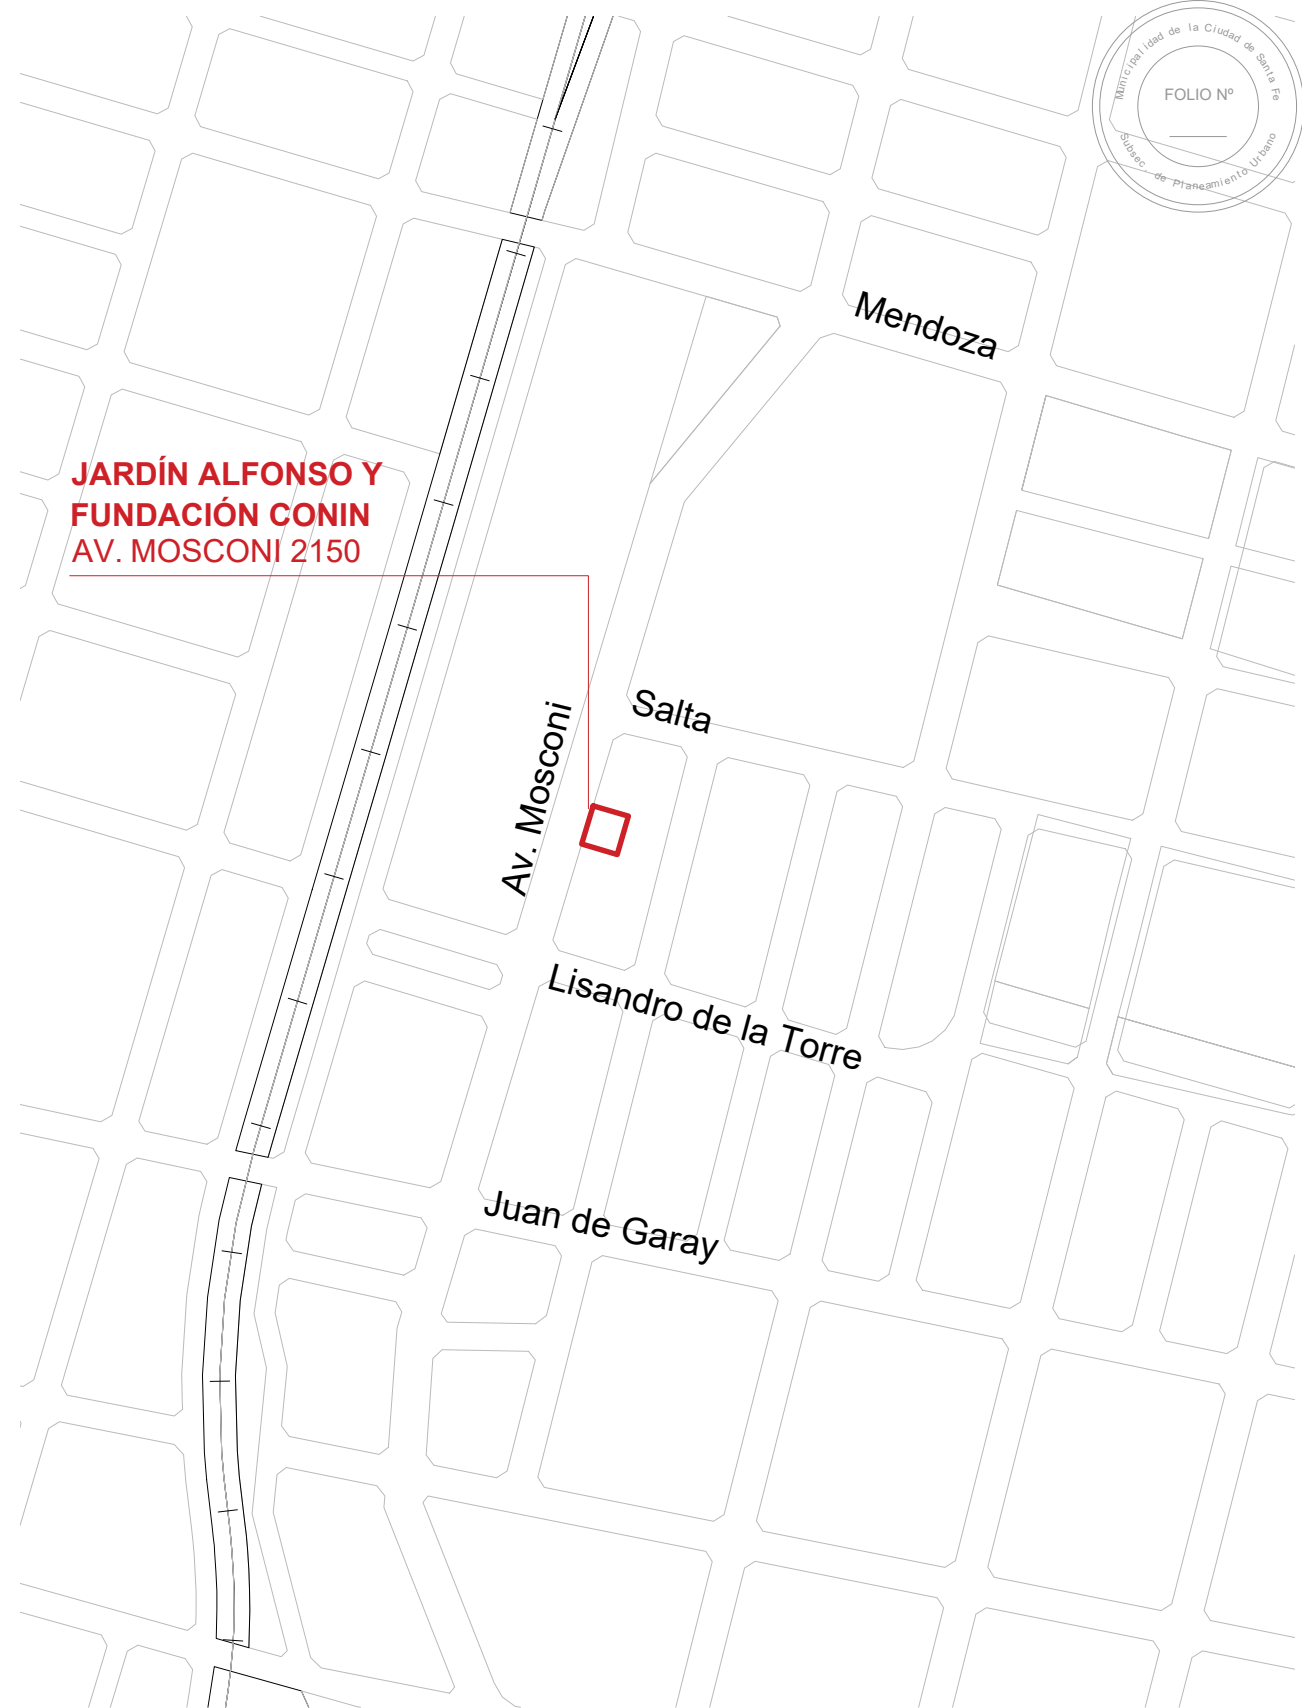 Municipalidad de la Ciudad de Santa Fe
FOLIO Nº
Subsec. de Planeamiento Urbano
Mendoza
JARDÍN ALFONSO Y
FUNDACIÓN CONIN
AV. MOSCONI 2150
Salta
Av. Mosconi
Lisandro de la Torre
Juan de Garay